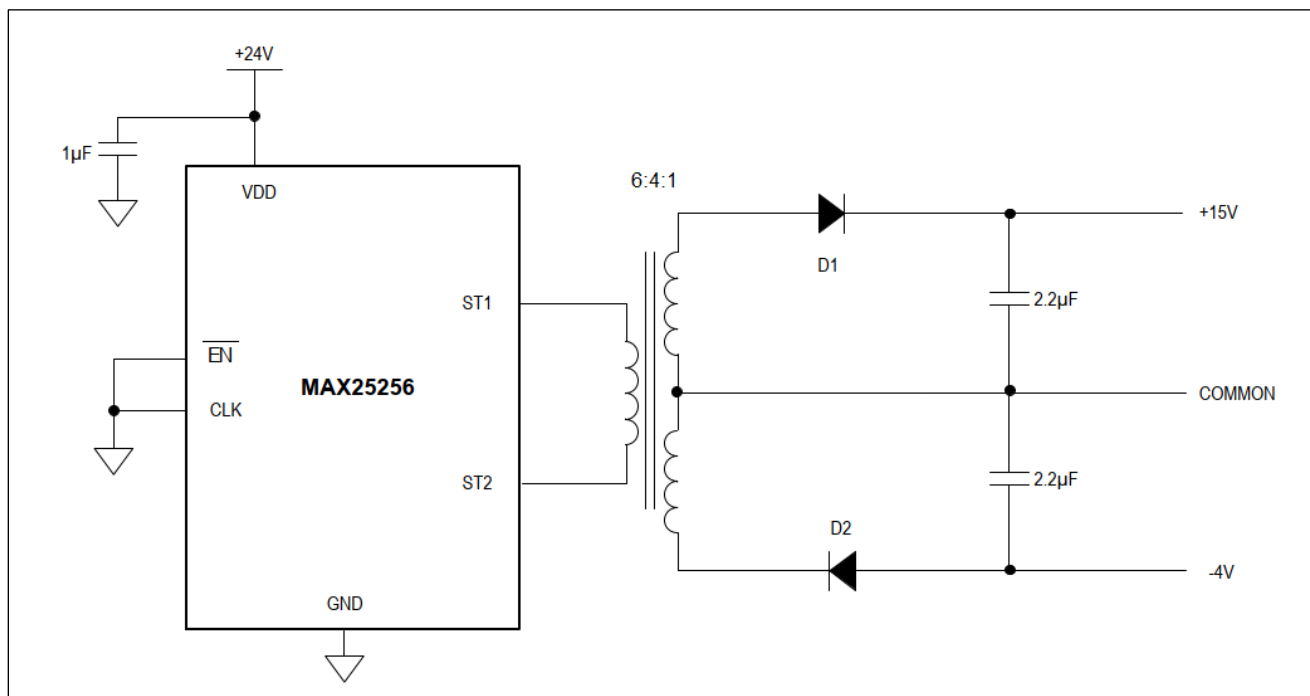 +24V
1µF
VDD
6:4:1
+15V
D1
ST1
2.2µF
EN
MAX25256
CLK
COMMON
ST2
2.2µF
D2
-4V
GND